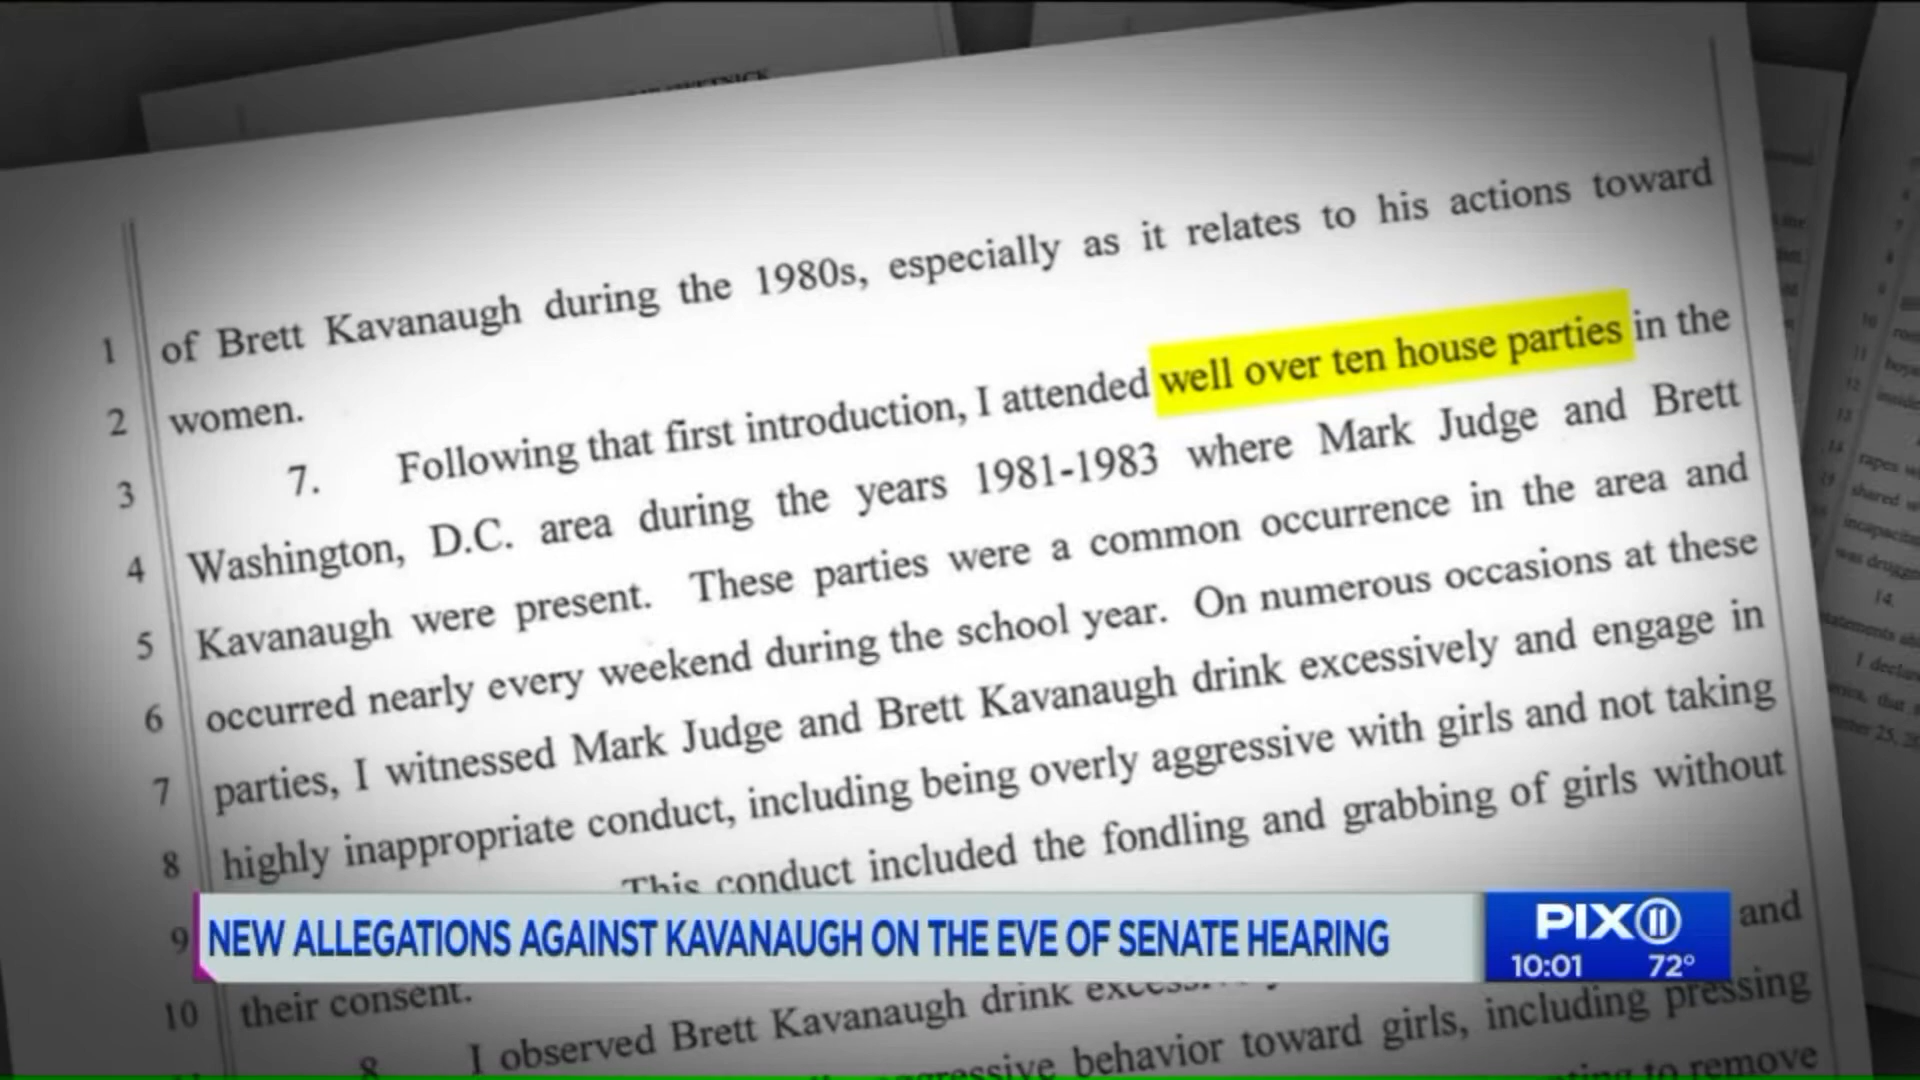 of Brett Kavanaugh during the 1980s, especially as it relates to his actions toward
1
women.
2
7. Following that first introduction, I attended well over ten house parties in the
3
Washington, D.C. area during the years 1981-1983 where Mark Judge and Brett
4
Kavanaugh were present. These parties were a common occurrence in the area and
5
occurred nearly every weekend during the school year. On numerous occasions at these
6
parties, I witnessed Mark Judge and Brett Kavanaugh drink excessively and engage in
7
highly inappropriate conduct, including being overly aggressive with girls and not taking
8
This conduct included the fondling and grabbing of girls without
9
NEW ALLEGATIONS AGAINST KAVANAUGH ON THE EVE OF SENATE HEARING
PIX11
10:01 72°
and
their consent.
10
8 I observed Brett Kavanaugh drink
behavior toward girls, including pressing
to remove